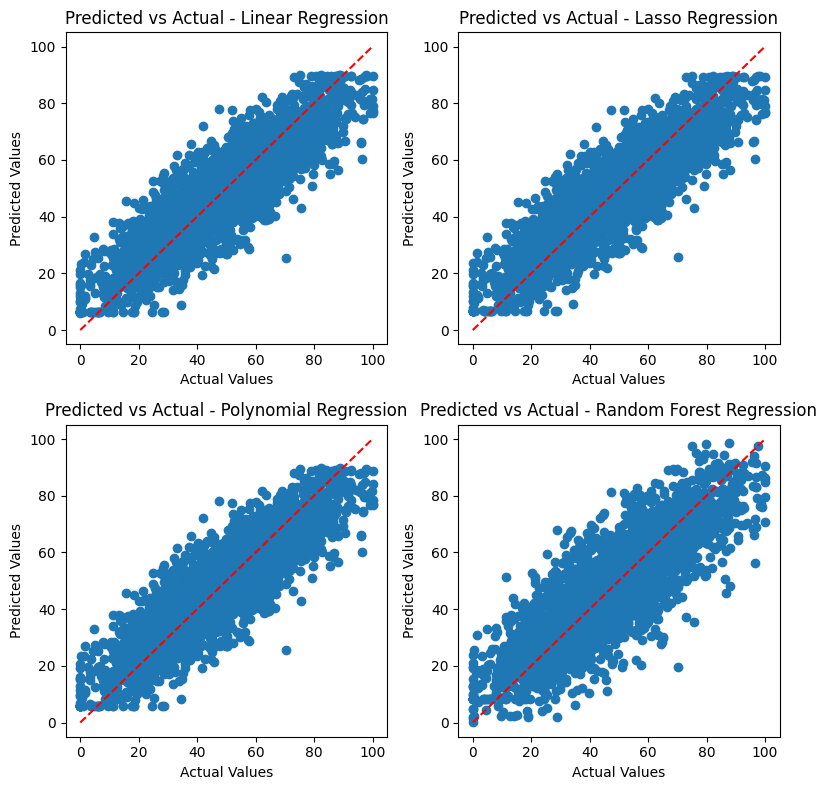 Predicted vs Actual - Linear Regression
Predicted Values
100
80
60
40
20
0
0 20 40 60 80 100
Actual Values
Predicted vs Actual - Lasso Regression
Predicted Values
100
80
60
40
20
0
0 20 40 60 80 100
Actual Values
Predicted vs Actual - Polynomial Regression
Predicted Values
100
80
60
40
20
0
0 20 40 60 80 100
Actual Values
Predicted vs Actual - Random Forest Regression
Predicted Values
100
80
60
40
20
0
0 20 40 60 80 100
Actual Values